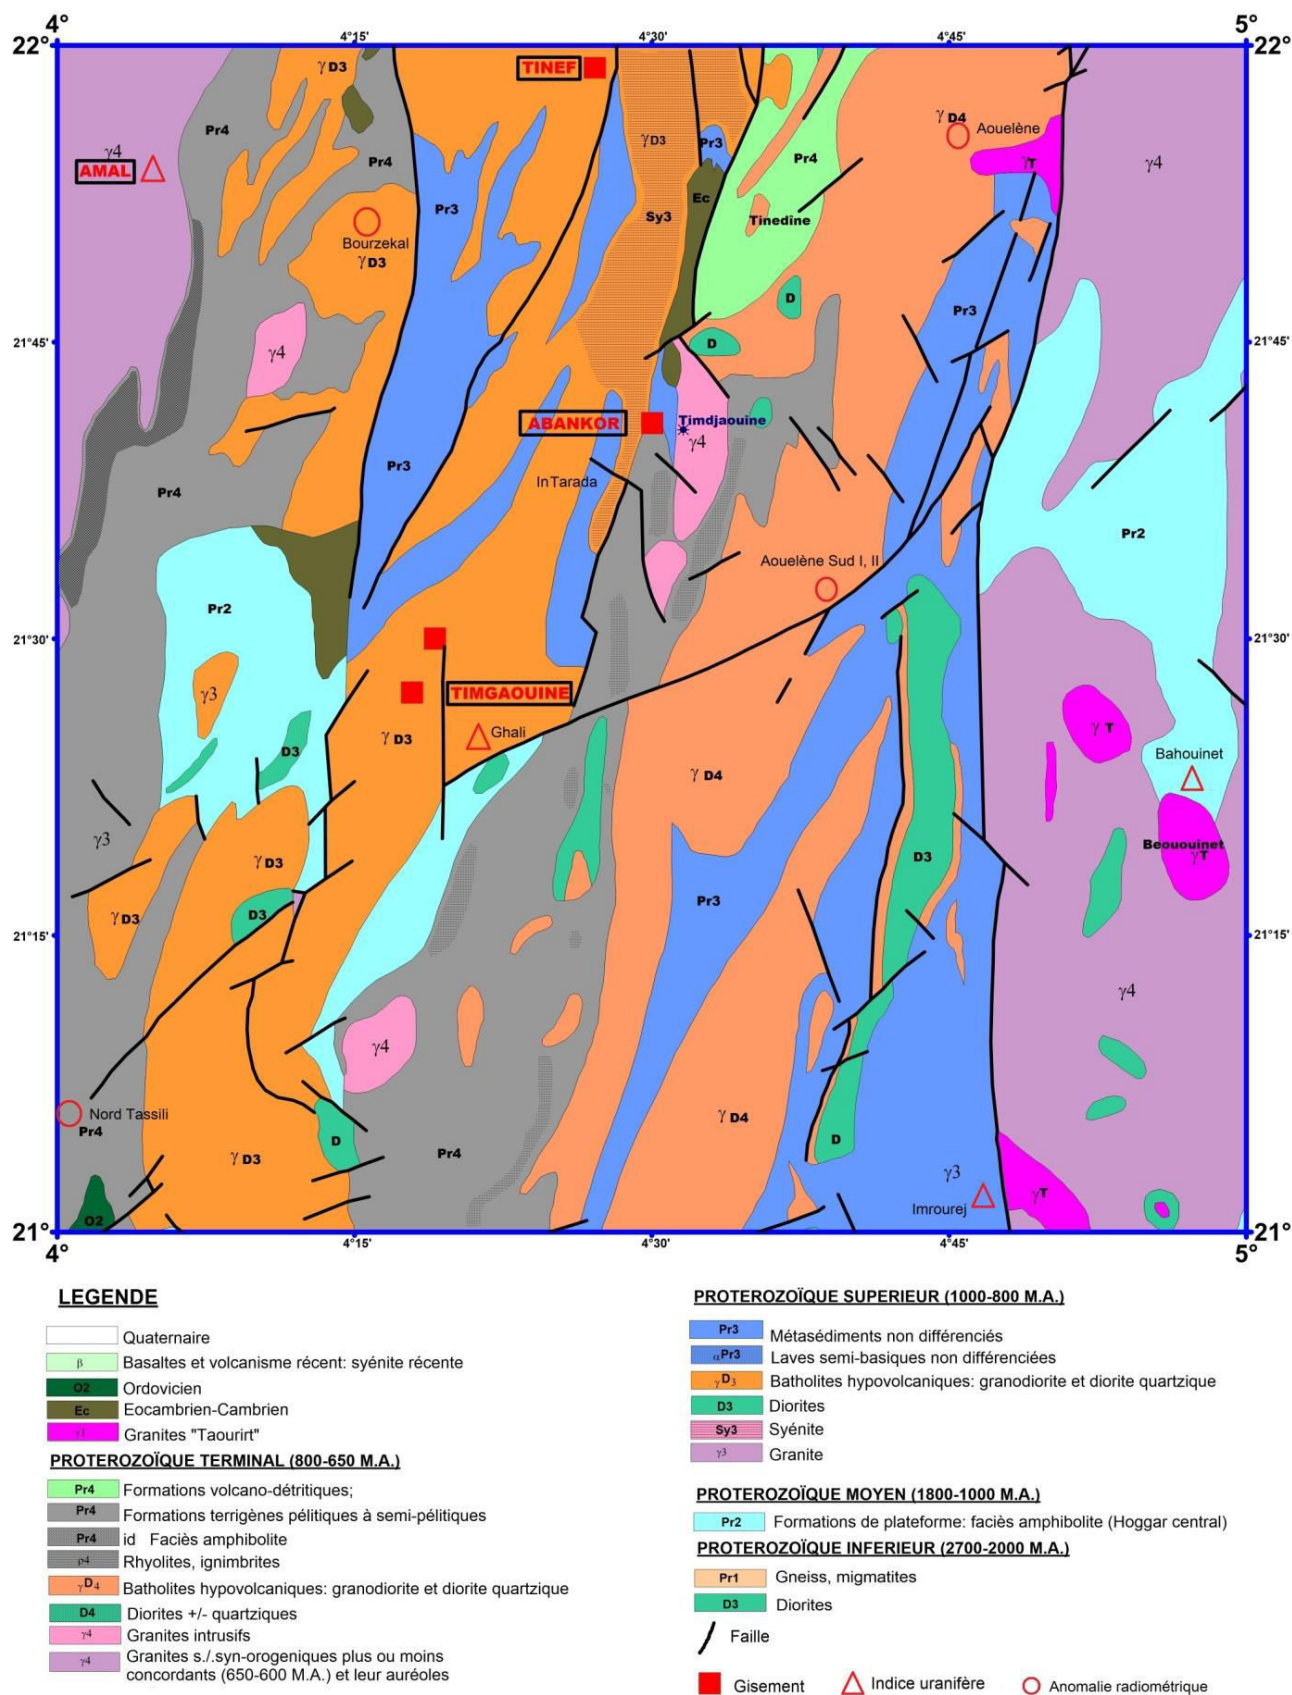 4°
5°
22°
4°15'
4°30'
4°45'
22°
γD3
TINEF
γD3
Pr3
γD4
Aouelène
Pr4
γ4
AMAL
Pr4
Pr4
γT
γ4
Pr3
Ec
Sy3
Tinedîne
Bourzekal
γD3
D
Pr3
21°45'
γ4
D
21°45'
ABANKOR
Timdjaouine
γ4
Pr3
Pr4
InTarada
Pr2
Aouelène Sud I, II
Pr2
21°30'
21°30'
γ3
TIMGAOUINE
γT
D3
γD3
Ghali
Bahouinet
γD4
γ3
γD3
D3
Beououinet
γT
γD3
D3
Pr3
21°15'
21°15'
γ4
γ4
Nord Tassili
Pr4
γD4
D
D
γD3
Pr4
γ3
Imrourej
γT
O2
21°
21°
4°
4°15'
4°30'
4°45'
5°
LEGENDE
Quaternaire
β Basaltes et volcanisme récent: syénite récente
O2 Ordovicien
Ec Eocambrien-Cambrien
Granites "Taourirt"
PROTEROZOÏQUE TERMINAL (800-650 M.A.)
Pr4 Formations volcano-détritiques;
Pr4 Formations terrigènes pélitiques à semi-pélitiques
Pr4 id Faciès amphibolite
ρ4 Rhyolites, ignimbrites
γD4 Batholites hypovolcaniques: granodiorite et diorite quartzique
D4 Diorites +/- quartziques
γ4 Granites intrusifs
γ4 Granites s./.syn-orogeniques plus ou moins
concordants (650-600 M.A.) et leur auréoles
PROTEROZOÏQUE SUPERIEUR (1000-800 M.A.)
Pr3 Métasédiments non différenciés
αPr3 Laves semi-basiques non différenciées
γD3 Batholites hypovolcaniques: granodiorite et diorite quartzique
D3 Diorites
Sy3 Syénite
γ3 Granite
PROTEROZOÏQUE MOYEN (1800-1000 M.A.)
Pr2 Formations de plateforme: faciès amphibolite (Hoggar central)
PROTEROZOÏQUE INFERIEUR (2700-2000 M.A.)
Pr1 Gneiss, migmatites
D3 Diorites
Faille
Gisement
Indice uranifère
Anomalie radiométrique